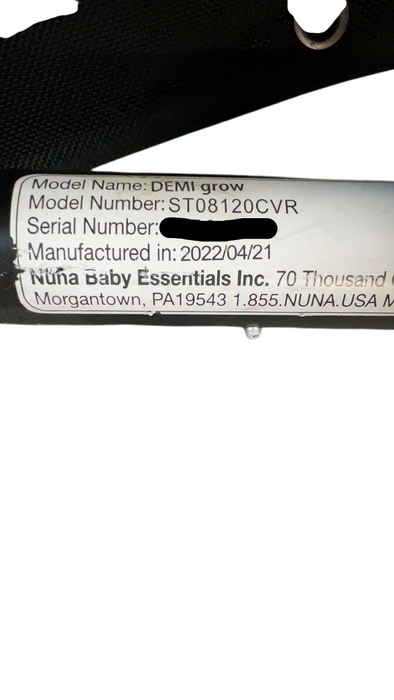 Model Name: DEMI grow
Model Number: ST08120CVR
Serial Number:
Manufactured in: 2022/04/21
Nuna Baby Essentials Inc. 70 Thousand
Morgantown, PA19543 1.855.NUNA.USA M